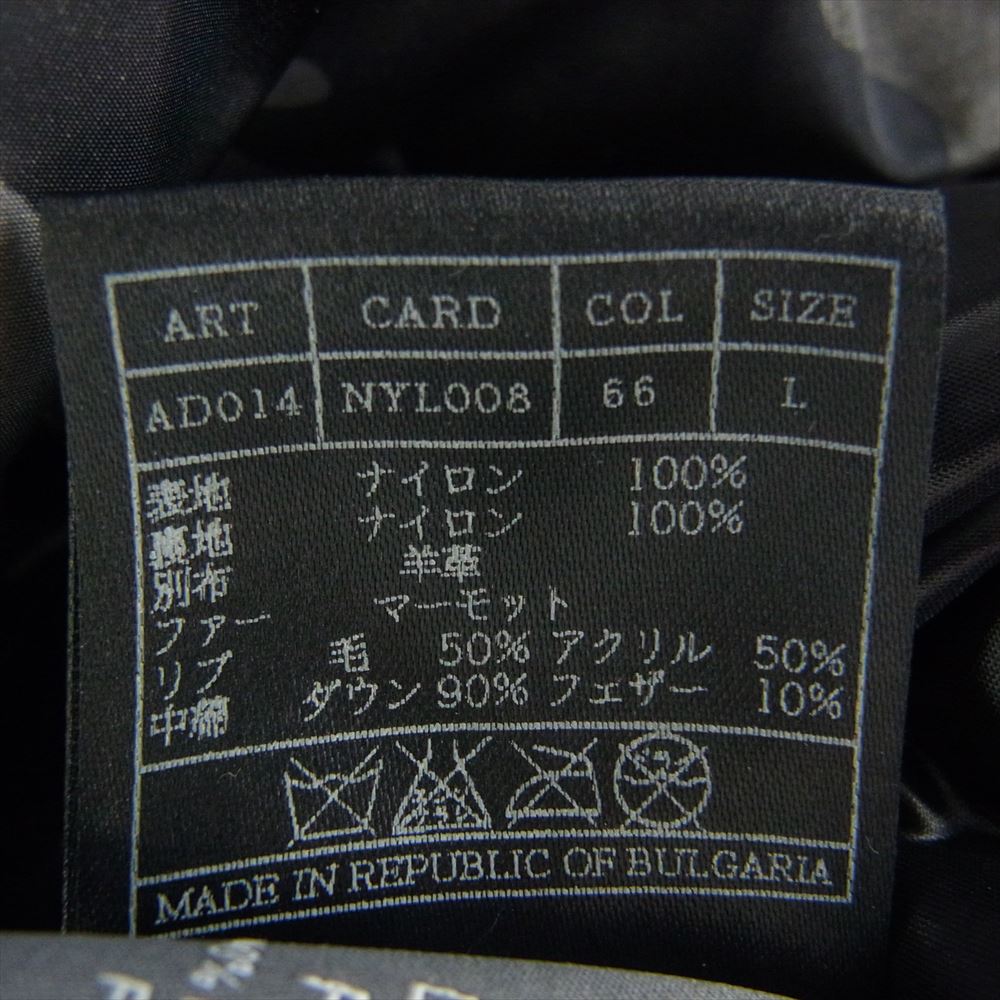 ART CARD COL SIZE
AD014 NYL008 66 L
表地 ナイロン 100%
裏地 ナイロン 100%
別布 羊革
ファー マーモット
リブ 毛 50% アクリル 50%
中綿 ダウン 90% フェザー 10%
MADE IN REPUBLIC OF BULGARIA